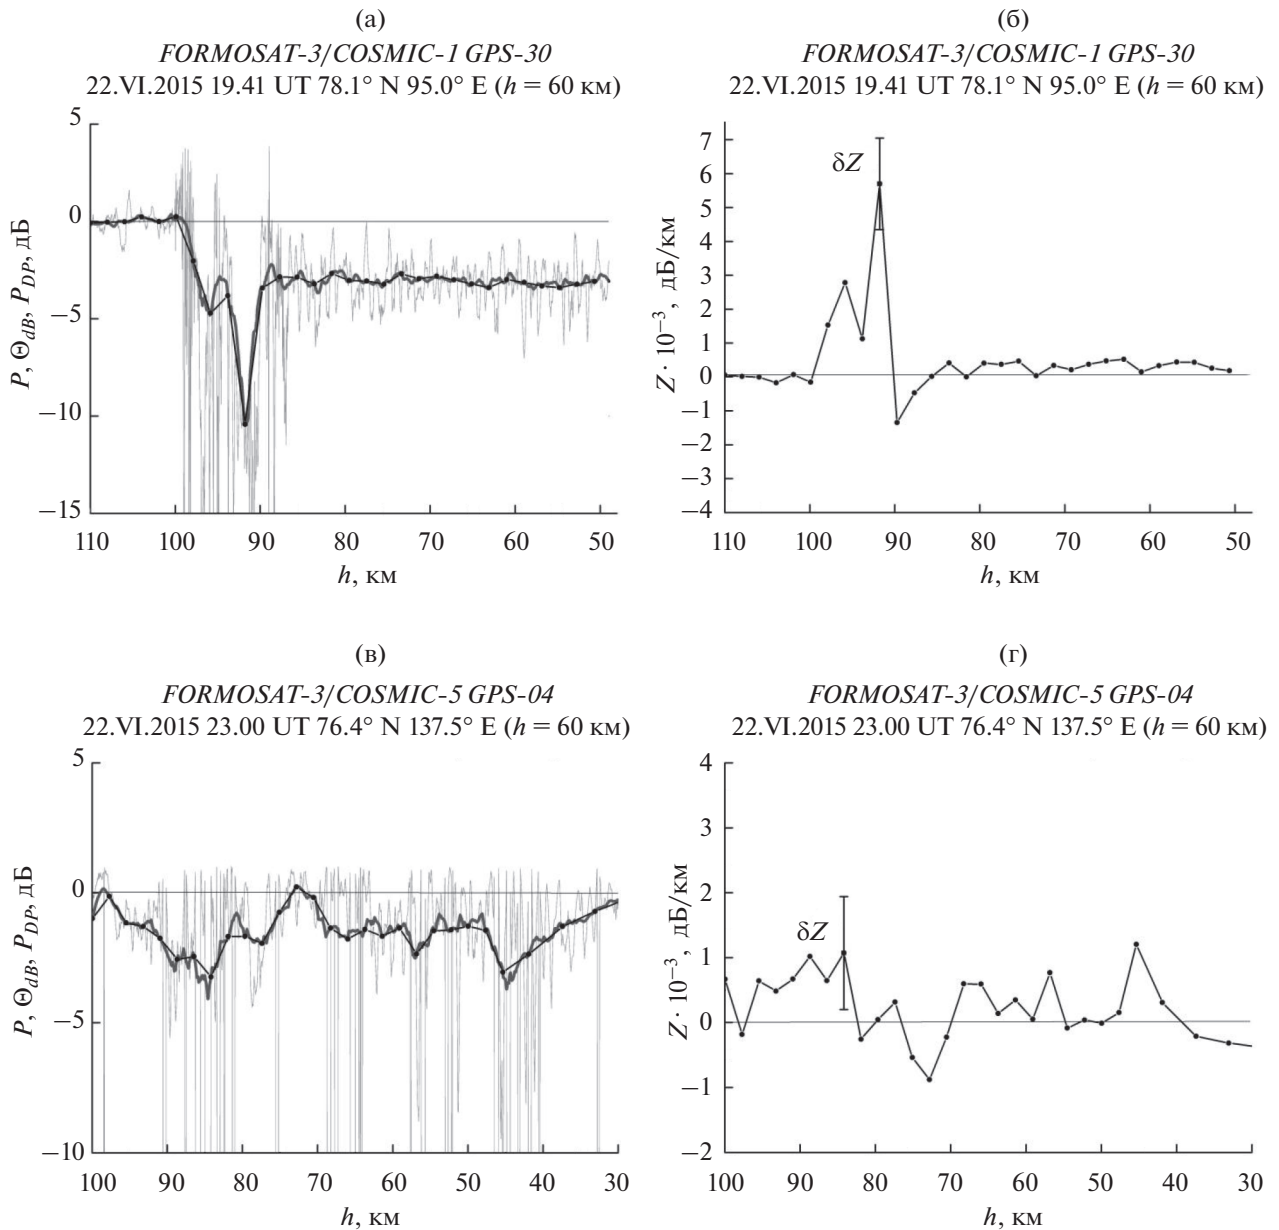 (а)
FORMOSAT-3/COSMIC-1 GPS-30
22.VI.2015 19.41 UT 78.1° N 95.0° E (h = 60 км)
5
0
−5
−10
−15
P, Θ_dB, P_DP, дБ
110 100 90 80 70 60 50
h, км
(б)
FORMOSAT-3/COSMIC-1 GPS-30
22.VI.2015 19.41 UT 78.1° N 95.0° E (h = 60 км)
7
6
5
4
3
2
1
0
−1
−2
−3
−4
Z · 10⁻³, дБ/км
δZ
110 100 90 80 70 60 50
h, км
(в)
FORMOSAT-3/COSMIC-5 GPS-04
22.VI.2015 23.00 UT 76.4° N 137.5° E (h = 60 км)
5
0
−5
−10
P, Θ_dB, P_DP, дБ
100 90 80 70 60 50 40 30
h, км
(г)
FORMOSAT-3/COSMIC-5 GPS-04
22.VI.2015 23.00 UT 76.4° N 137.5° E (h = 60 км)
4
3
2
1
0
−1
−2
Z · 10⁻³, дБ/км
δZ
100 90 80 70 60 50 40 30
h, км